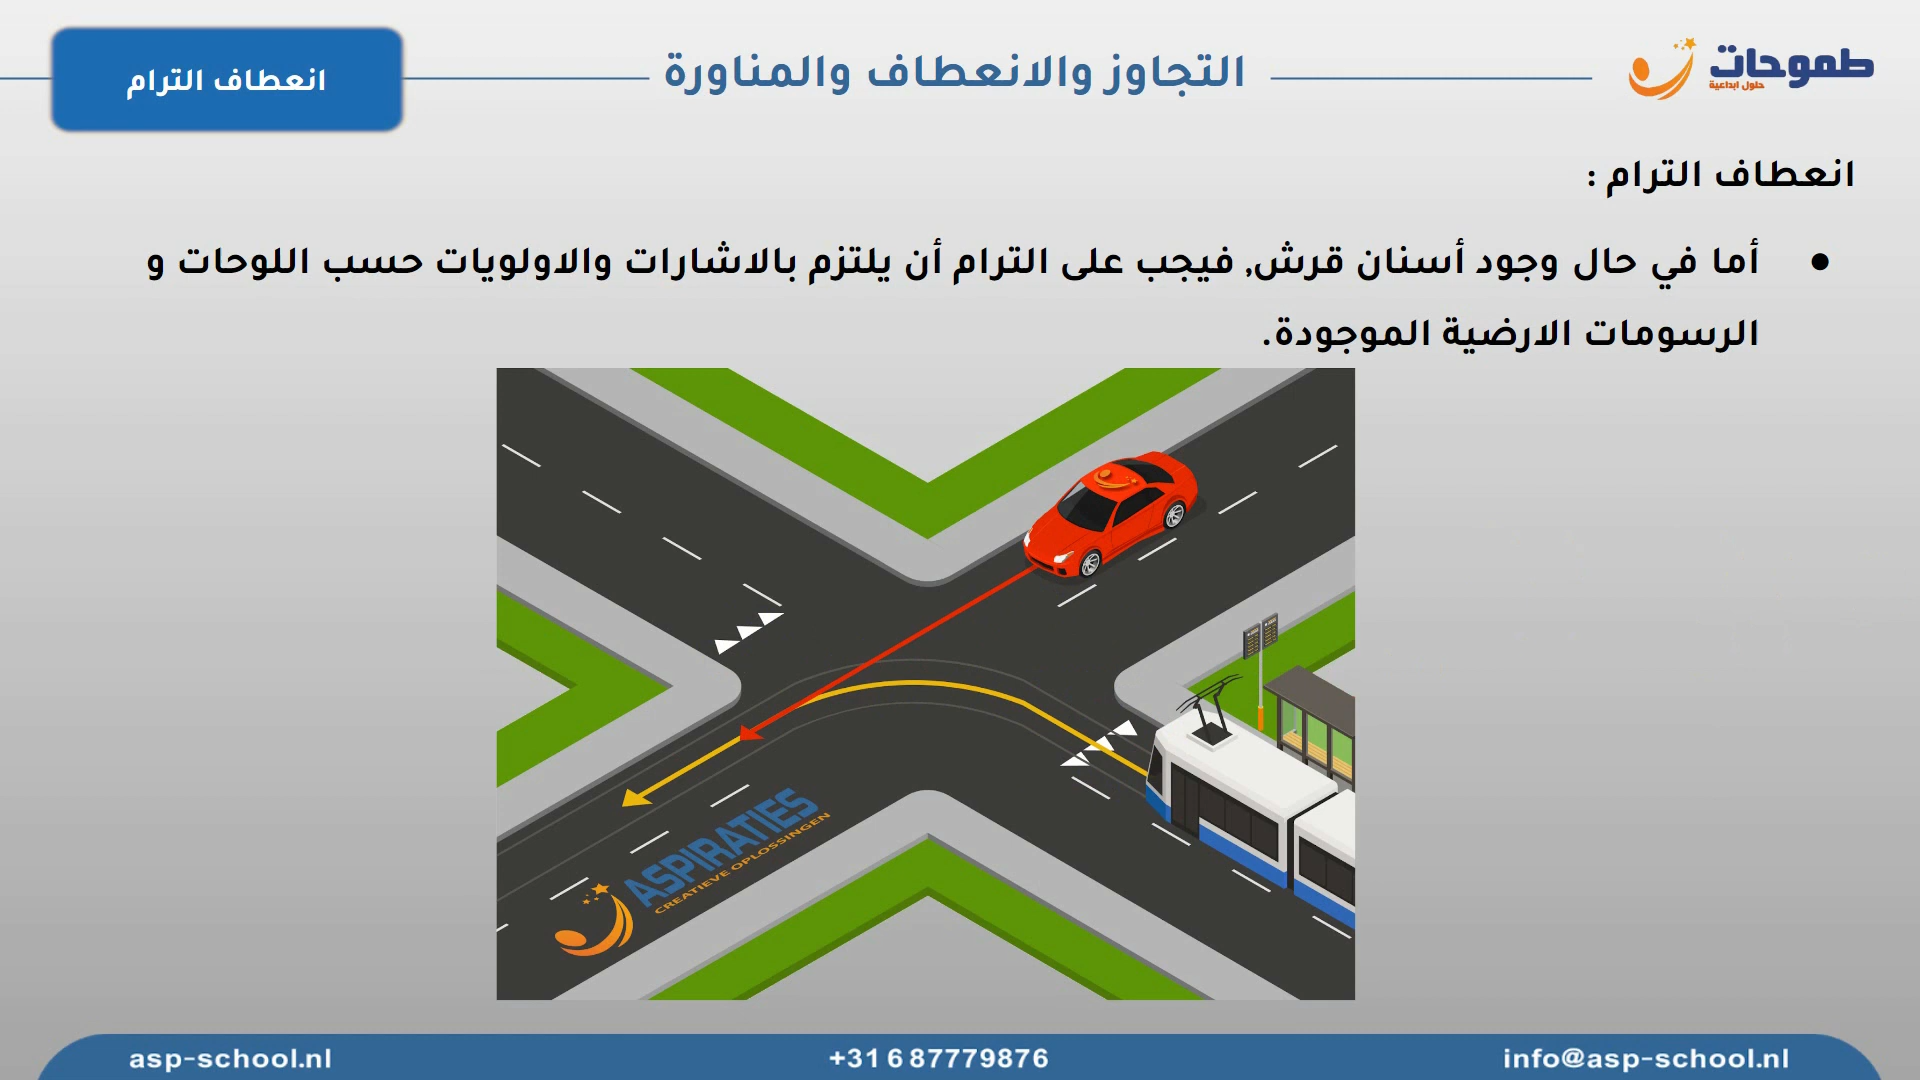 طموحات
حلول ابداعية
التجاوز والانعطاف والمناورة
انعطاف الترام
انعطاف الترام :
● أما في حال وجود أسنان قرش, فيجب على الترام أن يلتزم بالاشارات والاولويات حسب اللوحات و
الرسومات الارضية الموجودة.
ASPIRATIES
CREATIEVE OPLOSSINGEN
asp-school.nl
+31 6 87779876
info@asp-school.nl